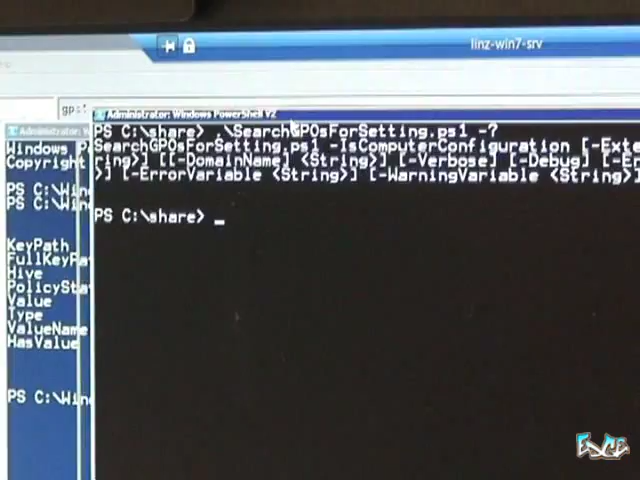 linz-win7-srv
Administrator: Windows PowerShell V2
PS C:\share> .\SearchGPOsForSetting.ps1 -?
SearchGPOsForSetting.ps1 -IsComputerConfiguration [-Exte
ring>] [[-DomainName] <String>] [-Verbose] [-Debug] [-Er
>] [-ErrorVariable <String>] [-WarningVariable <String>]
PS C:\share> _
Administrator: W
Windows P
Copyright
PS C:\Win
PS C:\Win
KeyPath
FullKeyPa
Hive
PolicySta
Value
Type
ValueName
HasValue
PS C:\Win